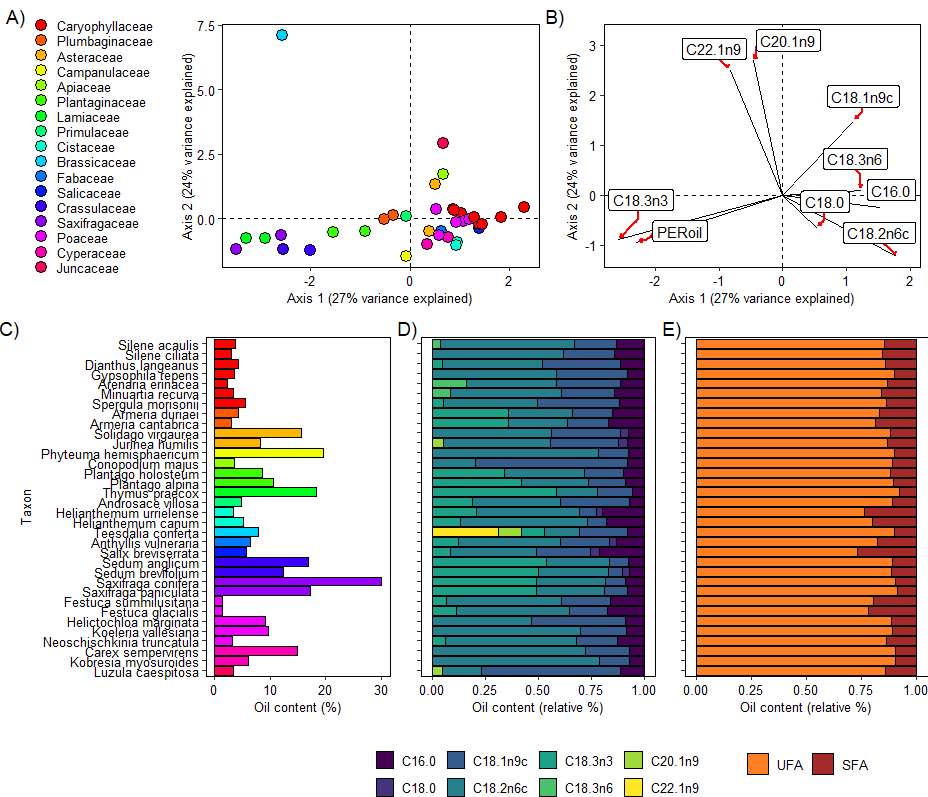 A)
Caryophyllaceae
Plumbaginaceae
Asteraceae
Campanulaceae
Apiaceae
Plantaginaceae
Lamiaceae
Primulaceae
Cistaceae
Brassicaceae
Fabaceae
Salicaceae
Crassulaceae
Saxifragaceae
Poaceae
Cyperaceae
Juncaceae
Axis 2 (24% variance explained)
7.5
5.0
2.5
0.0
-2
0
2
Axis 1 (27% variance explained)
B)
Axis 2 (24% variance explained)
3
2
1
0
-1
C22.1n9
C20.1n9
C18.1n9c
C18.3n6
C16.0
C18.0
C18.3n3
PERoil
C18.2n6c
-2
-1
0
1
2
Axis 1 (27% variance explained)
C)
Taxon
Silene acaulis
Silene ciliata
Dianthus langeanus
Gypsophila repens
Arenaria erinacea
Minuartia recurva
Spergula morisonii
Armeria duriaei
Armeria cantabrica
Solidago virgaurea
Jurinea humilis
Phyteuma hemisphaericum
Conopodium majus
Plantago holosteum
Plantago alpina
Thymus praecox
Androsace villosa
Helianthemum urrielense
Helianthemum canum
Teesdalia conferta
Anthyllis vulneraria
Salix breviserrata
Sedum anglicum
Sedum brevifolium
Saxifraga conifera
Saxifraga paniculata
Festuca summilusitana
Festuca glacialis
Helictochloa marginata
Koeleria vallesiana
Neoschischkinia truncatula
Carex sempervirens
Kobresia myosuroides
Luzula caespitosa
0
10
20
30
Oil content (%)
D)
0.00
0.25
0.50
0.75
1.00
Oil content (relative %)
E)
0.00
0.25
0.50
0.75
1.00
Oil content (relative %)
C16.0
C18.1n9c
C18.3n3
C20.1n9
C18.0
C18.2n6c
C18.3n6
C22.1n9
UFA
SFA